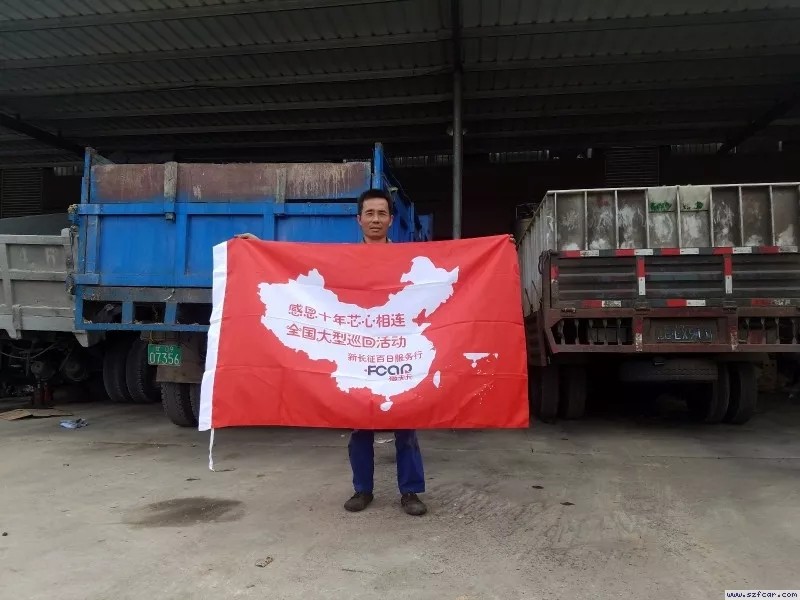 感恩十年芯·心相连
全国大型巡回活动
新长征百日服务行
FCAR
07356
www.szfcar.com